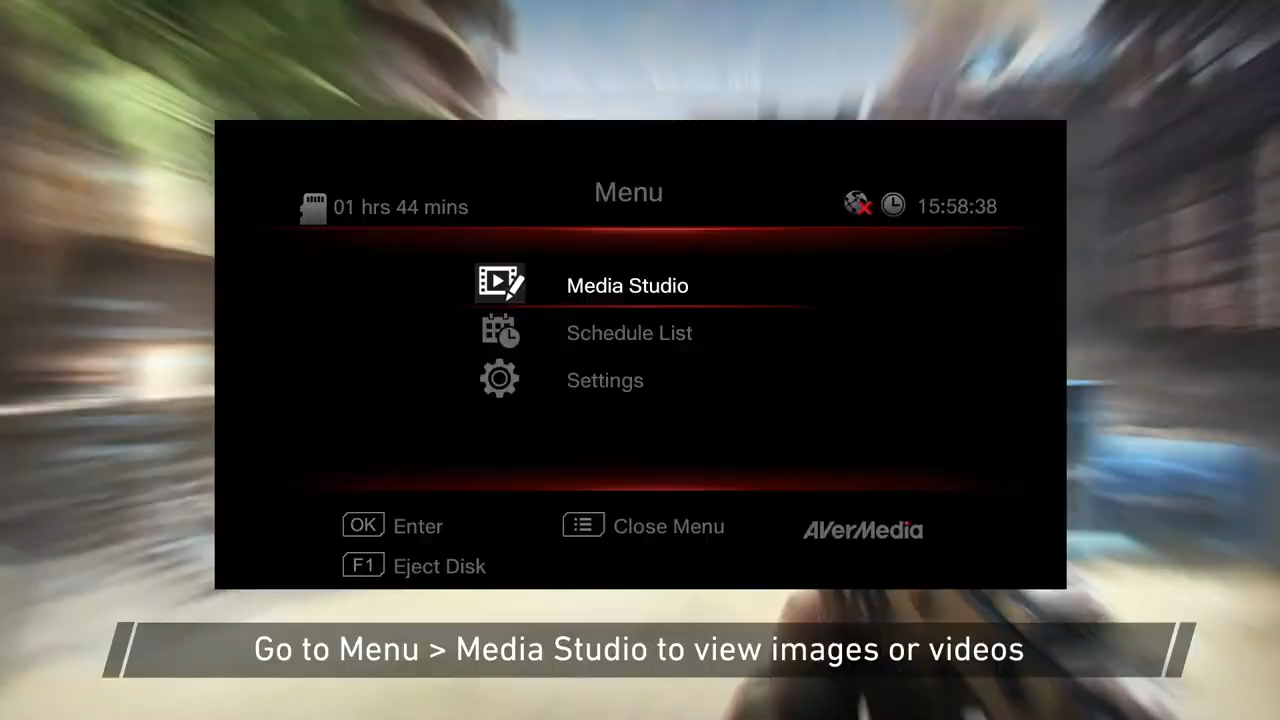 Menu
01 hrs 44 mins
15:58:38
Media Studio
Schedule List
Settings
OK Enter
Close Menu
AVerMedia
F1 Eject Disk
Go to Menu > Media Studio to view images or videos